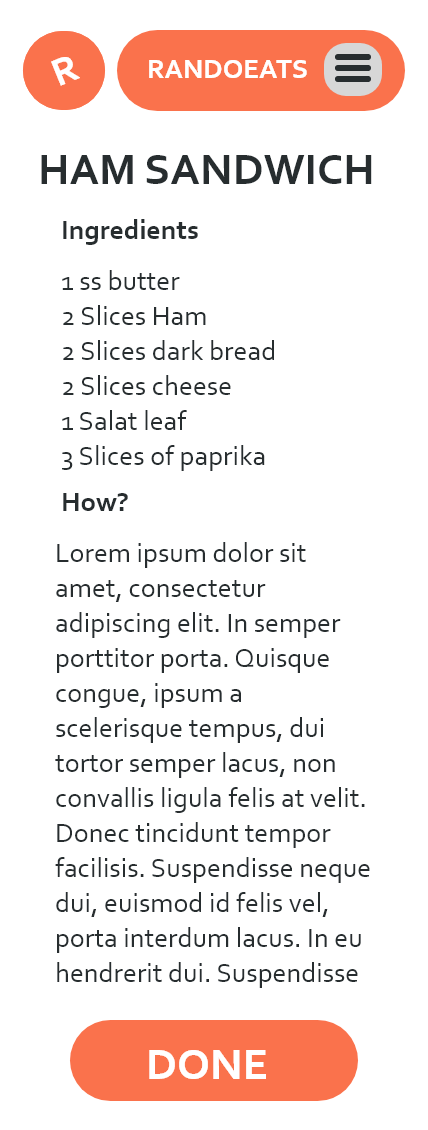 R
RANDOEATS
HAM SANDWICH
Ingredients
1 ss butter
2 Slices Ham
2 Slices dark bread
2 Slices cheese
1 Salat leaf
3 Slices of paprika
How?
Lorem ipsum dolor sit
amet, consectetur
adipiscing elit. In semper
porttitor porta. Quisque
congue, ipsum a
scelerisque tempus, dui
tortor semper lacus, non
convallis ligula felis at velit.
Donec tincidunt tempor
facilisis. Suspendisse neque
dui, euismod id felis vel,
porta interdum lacus. In eu
hendrerit dui. Suspendisse
DONE